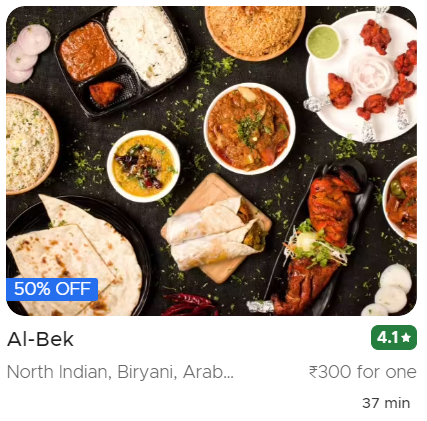 50% OFF
Al-Bek
4.1★
North Indian, Biryani, Arab...
₹300 for one
37 min